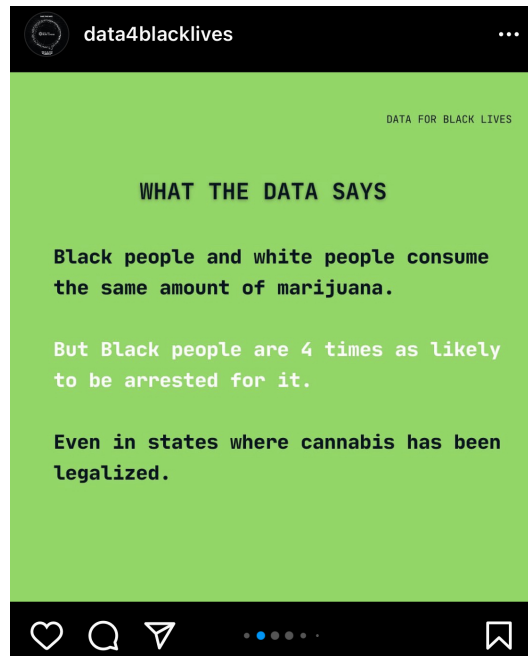 data4blacklives
DATA FOR BLACK LIVES
WHAT THE DATA SAYS
Black people and white people consume
the same amount of marijuana.
But Black people are 4 times as likely
to be arrested for it.
Even in states where cannabis has been
legalized.